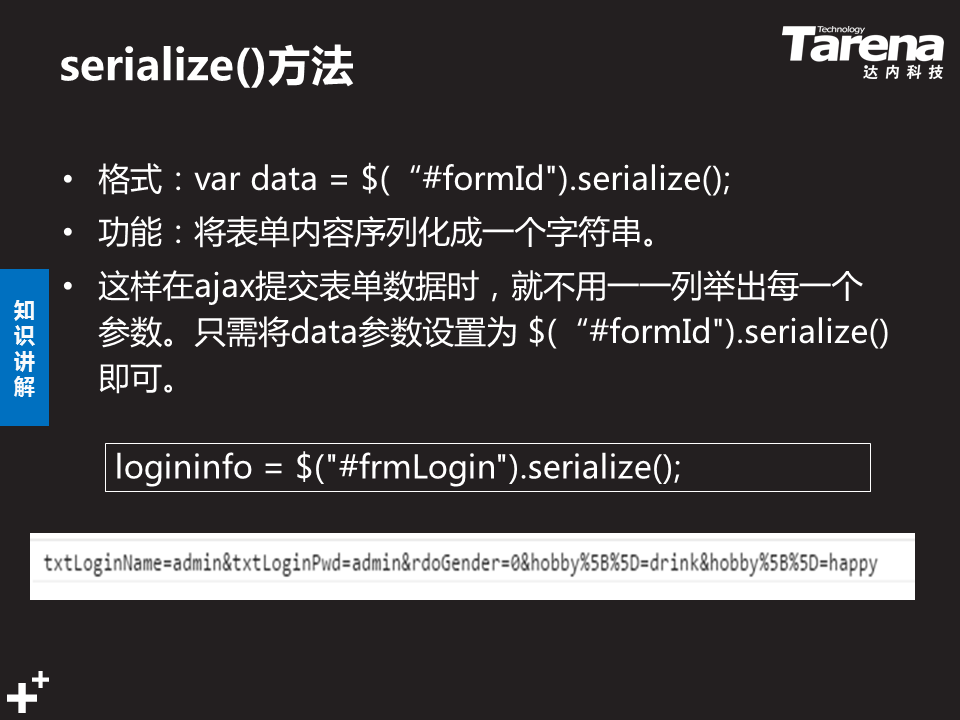 serialize()方法
Technology
Tarena
达内科技
• 格式：var data = $(“#formId").serialize();
• 功能：将表单内容序列化成一个字符串。
• 这样在ajax提交表单数据时，就不用一一列举出每一个
参数。只需将data参数设置为 $(“#formId").serialize()
即可。
知
识
讲
解
logininfo = $("#frmLogin").serialize();
txtLoginName=admin&txtLoginPwd=admin&rdoGender=0&hobby%5B%5D=drink&hobby%5B%5D=happy